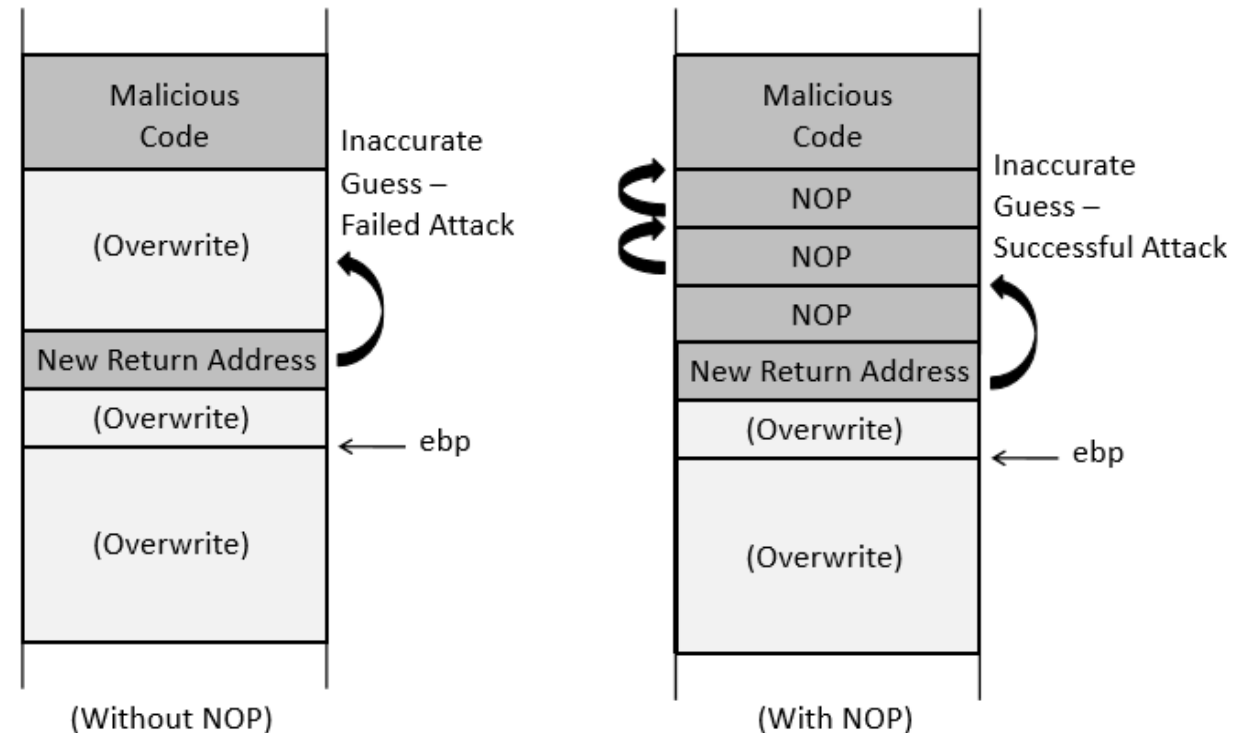 Malicious
Code
Inaccurate
Guess –
Failed Attack
(Overwrite)
New Return Address
(Overwrite)
ebp
(Overwrite)
(Without NOP)
Malicious
Code
Inaccurate
Guess –
Successful Attack
NOP
NOP
NOP
New Return Address
(Overwrite)
ebp
(Overwrite)
(With NOP)